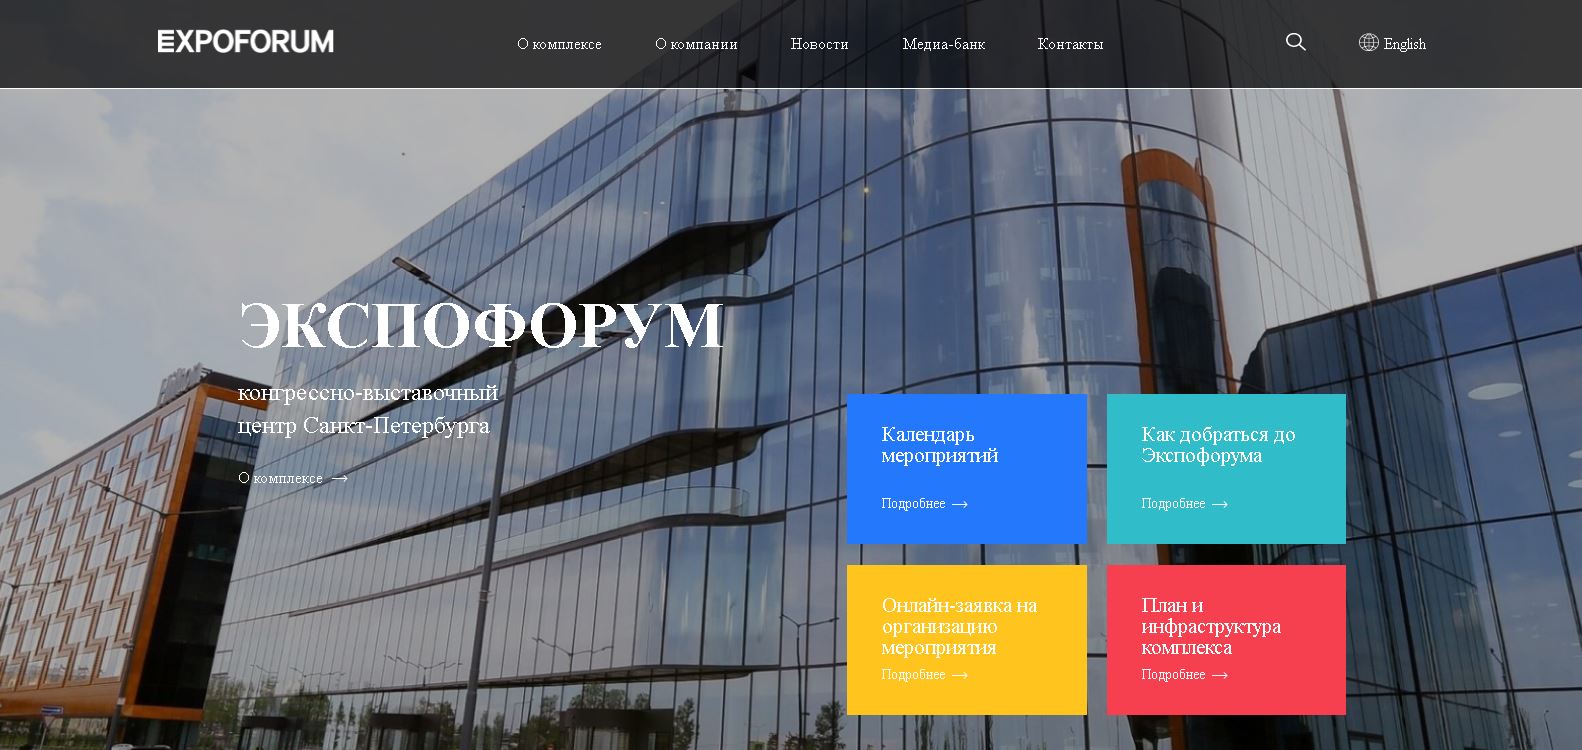 EXPOFORUM
О комплексе
О компании
Новости
Медиа-банк
Контакты
English
ЭКСПОФОРУМ
конгрессно-выставочный
центр Санкт-Петербурга
О комплексе
Календарь
мероприятий
Подробнее
Как добраться до
Экспофорума
Подробнее
Онлайн-заявка на
организацию
мероприятия
Подробнее
План и
инфраструктура
комплекса
Подробнее